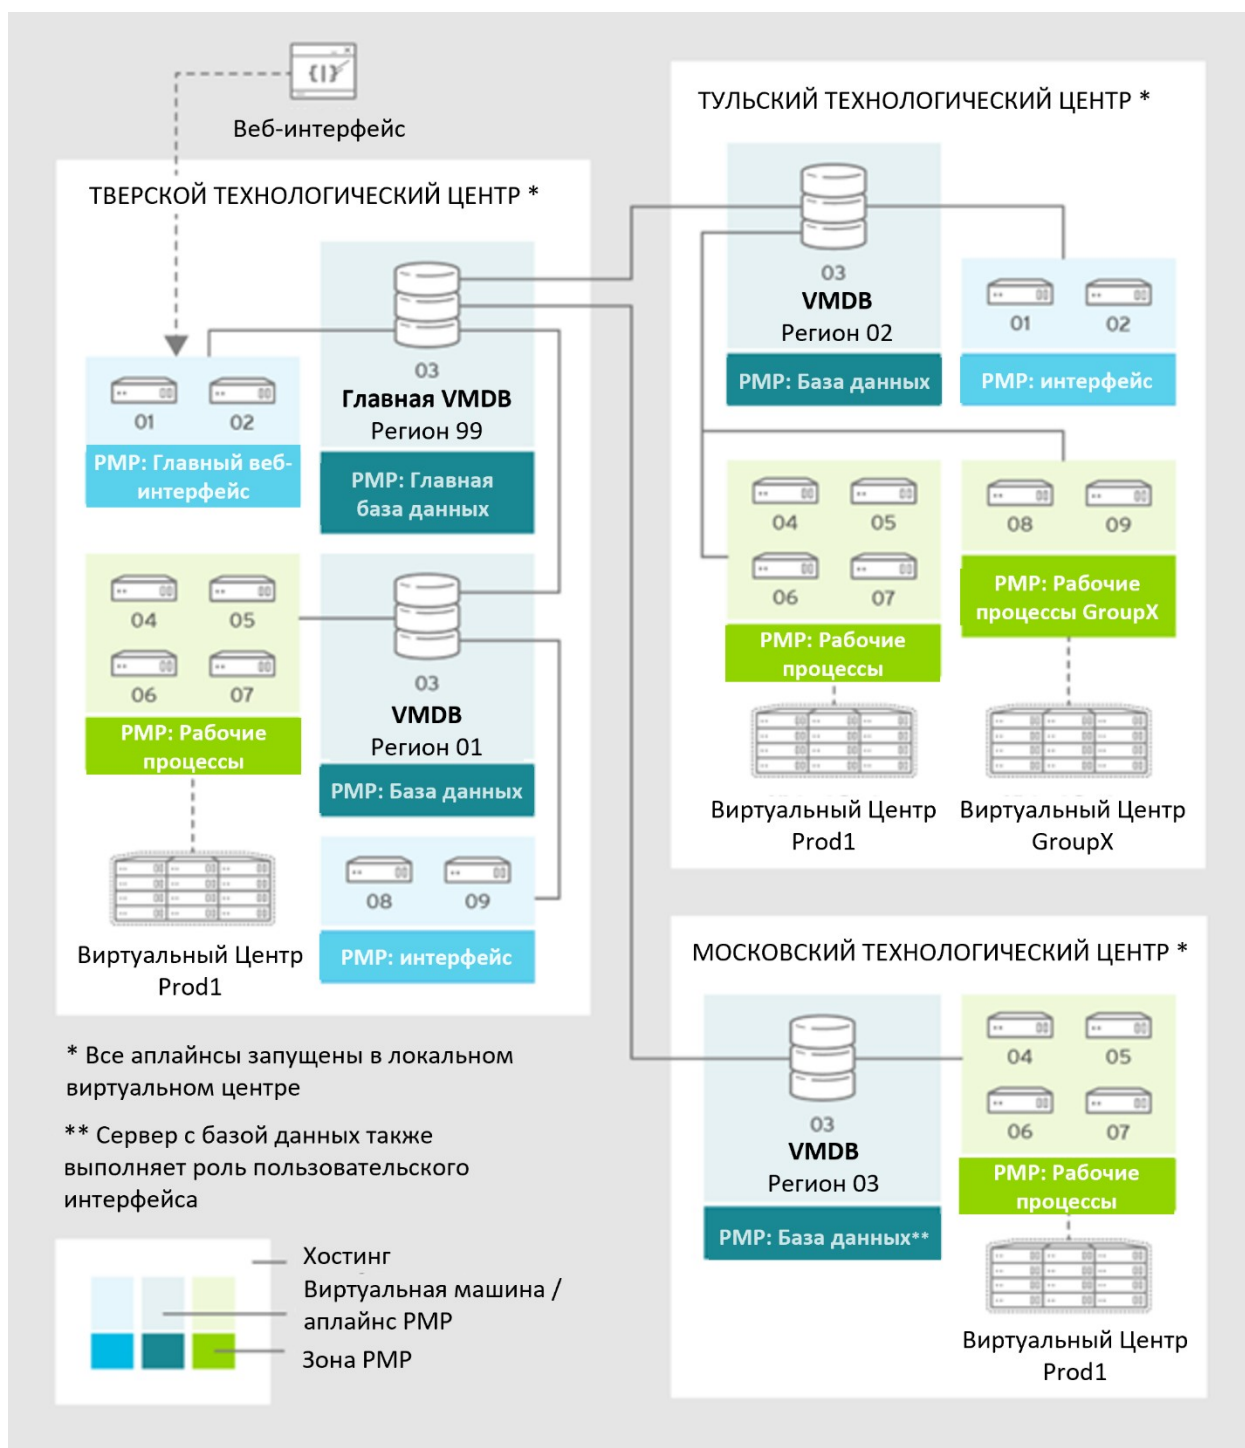 Веб-интерфейс
ТВЕРСКОЙ ТЕХНОЛОГИЧЕСКИЙ ЦЕНТР *
03
Главная VMDB
Регион 99
PMP: Главная
база данных
01 02
PMP: Главный веб-
интерфейс
04 05
06 07
PMP: Рабочие
процессы
03
VMDB
Регион 01
PMP: База данных
08 09
PMP: интерфейс
Виртуальный Центр
Prod1
ТУЛЬСКИЙ ТЕХНОЛОГИЧЕСКИЙ ЦЕНТР *
03
VMDB
Регион 02
PMP: База данных
01 02
PMP: интерфейс
04 05
06 07
PMP: Рабочие
процессы
08 09
PMP: Рабочие
процессы GroupX
Виртуальный Центр
Prod1
Виртуальный Центр
GroupX
МОСКОВСКИЙ ТЕХНОЛОГИЧЕСКИЙ ЦЕНТР *
03
VMDB
Регион 03
PMP: База данных**
04 05
06 07
PMP: Рабочие
процессы
Виртуальный Центр
Prod1
* Все аплайнсы запущены в локальном
виртуальном центре
** Сервер с базой данных также
выполняет роль пользовательского
интерфейса
Хостинг
Виртуальная машина /
аплайнс PMP
Зона PMP